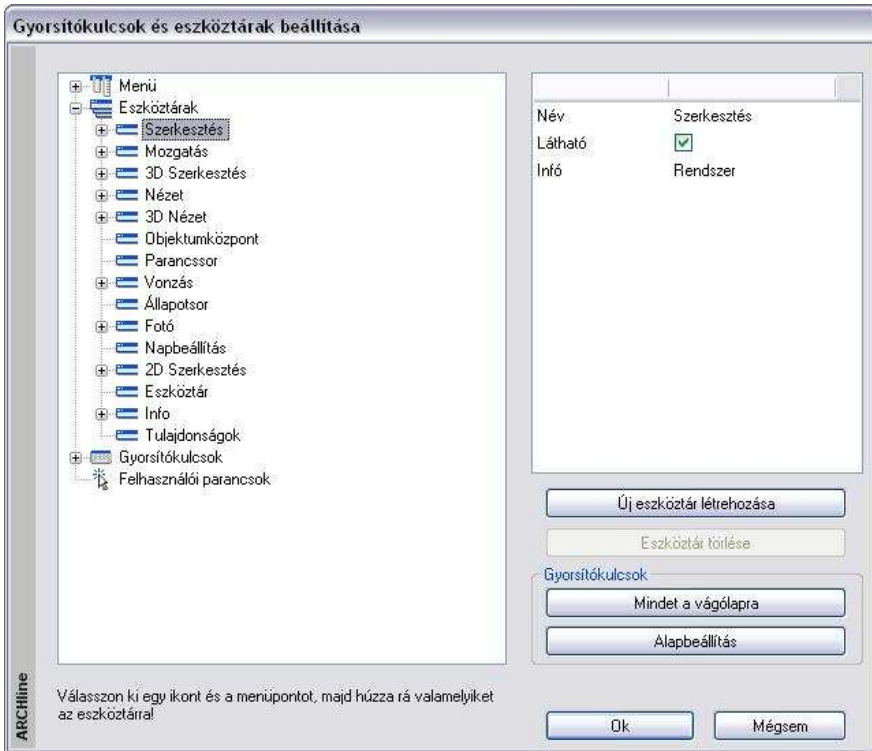 Gyorsítókulcsok és eszköztárak beállítása
Menü
Eszköztárak
Szerkesztés
Mozgatás
3D Szerkesztés
Nézet
3D Nézet
Objektumközpont
Parancssor
Vonzás
Állapotsor
Fotó
Napbeállítás
2D Szerkesztés
Eszköztár
Info
Tulajdonságok
Gyorsítókulcsok
Felhasználói parancsok
Név Szerkesztés
Látható
Infó Rendszer
Új eszköztár létrehozása
Eszköztár törlése
Gyorsítókulcsok
Mindet a vágólapra
Alapbeállítás
Válasszon ki egy ikont és a menüpontot, majd húzza rá valamelyiket
az eszköztárra!
Ok Mégsem
ARCHline